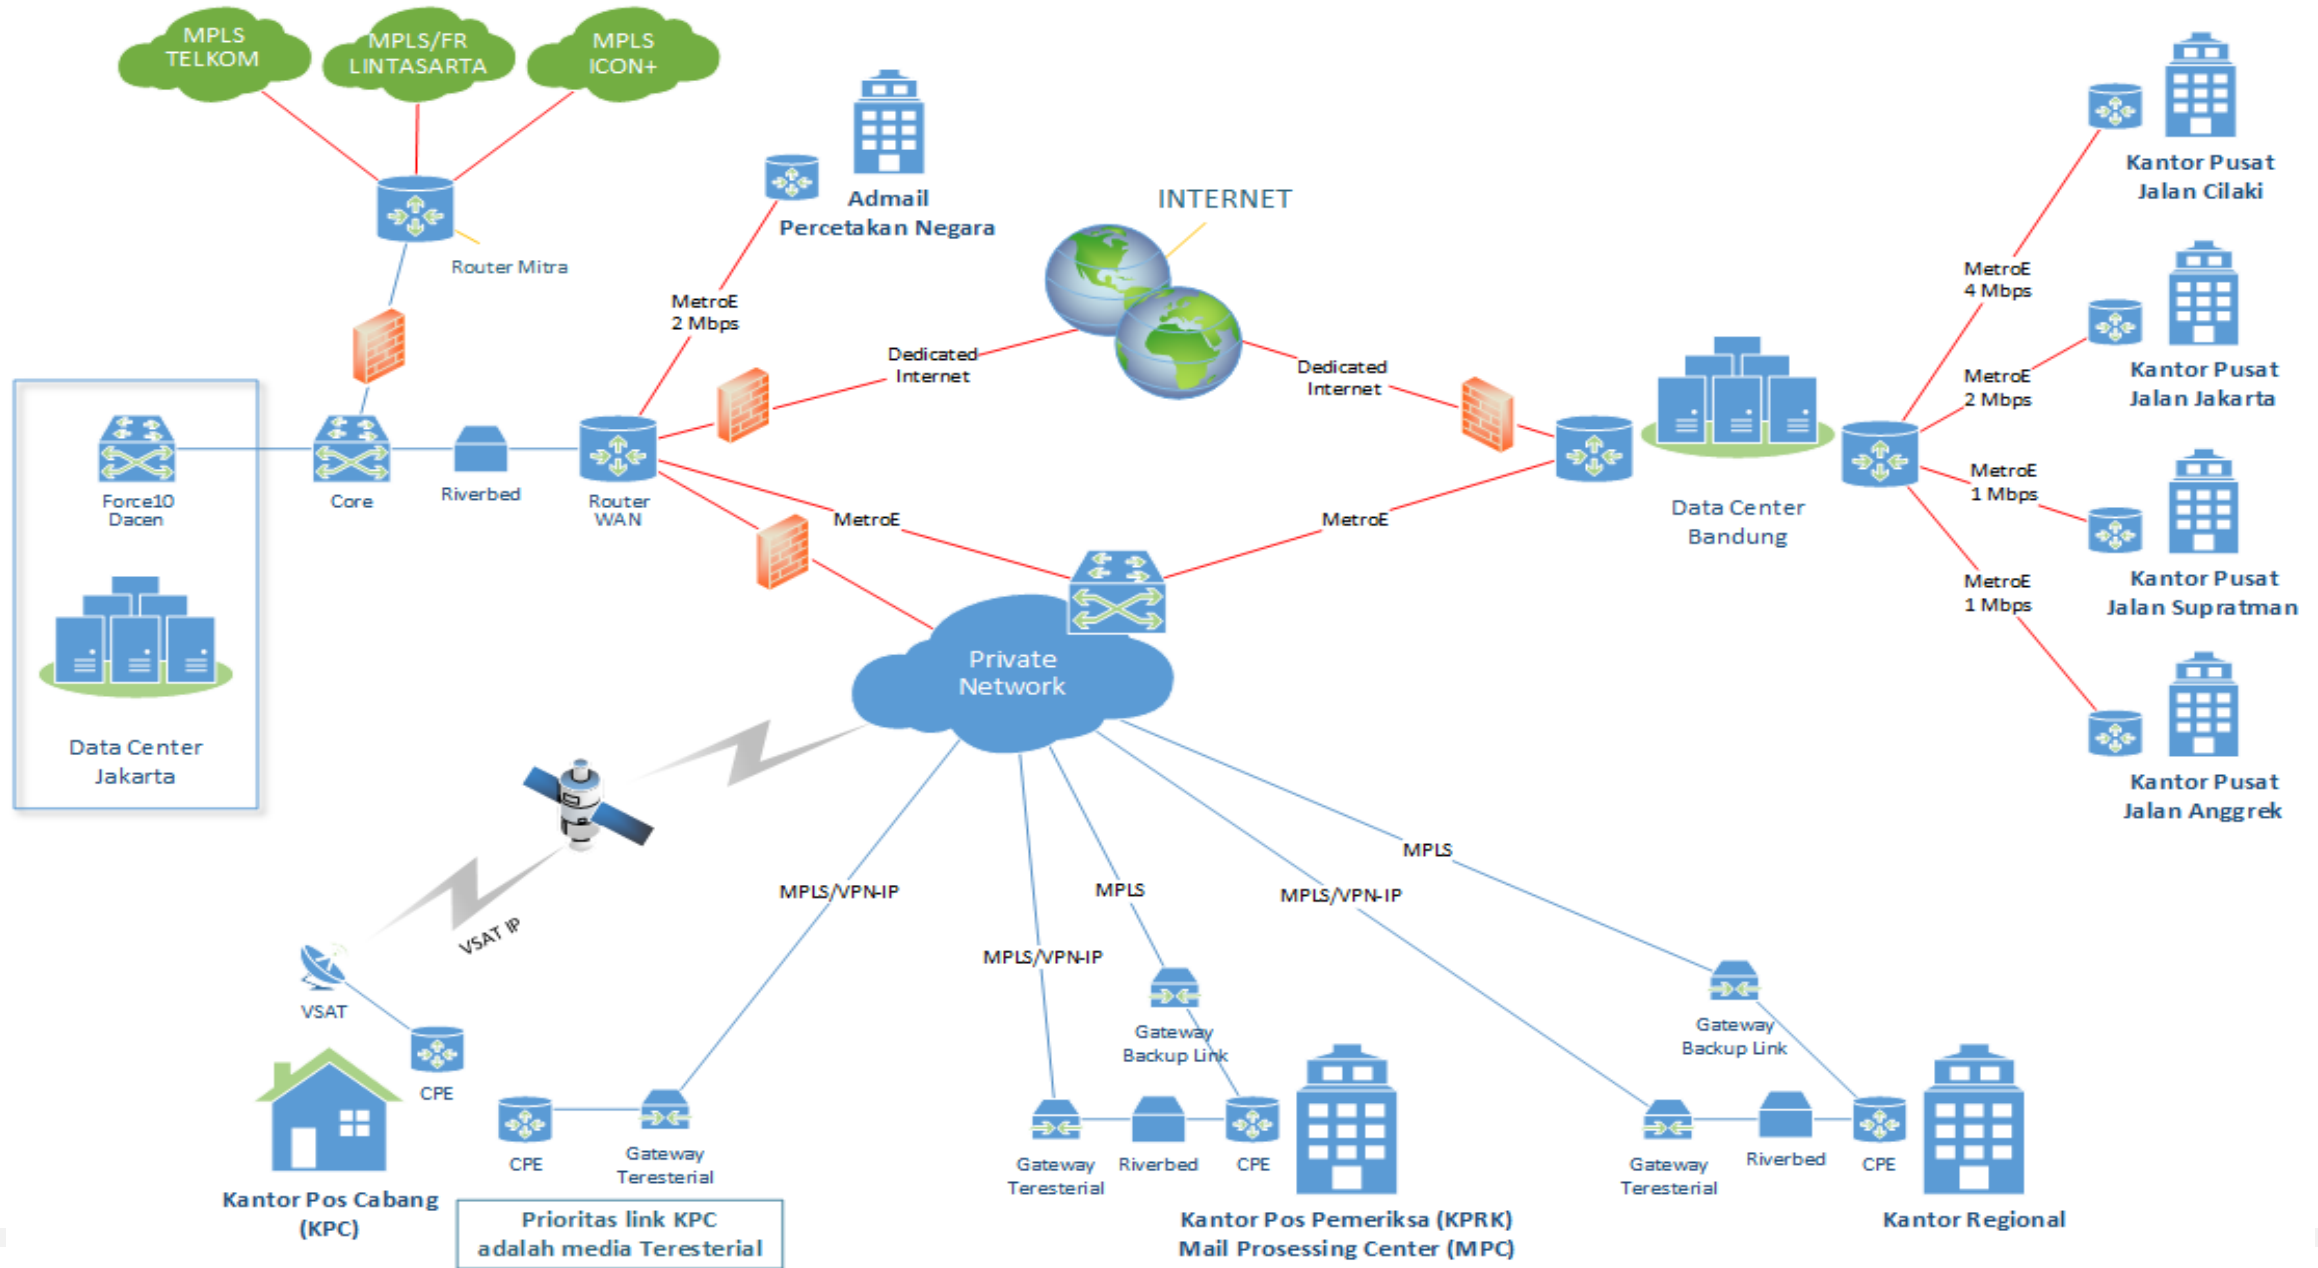 MPLS
TELKOM
MPLS/FR
LINTASARTA
MPLS
ICON+
Router Mitra
Admail
Percetakan Negara
INTERNET
Kantor Pusat
Jalan Cilaki
MetroE
2 Mbps
Dedicated
Internet
Dedicated
Internet
MetroE
4 Mbps
Kantor Pusat
Jalan Jakarta
MetroE
2 Mbps
Force10
Dacen
Core
Riverbed
Router
WAN
MetroE
MetroE
Data Center
Bandung
MetroE
1 Mbps
Kantor Pusat
Jalan Supratman
MetroE
1 Mbps
Private
Network
Data Center
Jakarta
Kantor Pusat
Jalan Anggrek
MPLS
MPLS/VPN-IP
MPLS
MPLS/VPN-IP
VSAT IP
MPLS/VPN-IP
VSAT
CPE
Gateway
Backup Link
Gateway
Backup Link
CPE
Gateway
Teresterial
Gateway
Teresterial
Riverbed
CPE
Gateway
Teresterial
Riverbed
CPE
Kantor Pos Cabang
(KPC)
Prioritas link KPC
adalah media Teresterial
Kantor Pos Pemeriksa (KPRK)
Mail Prosessing Center (MPC)
Kantor Regional